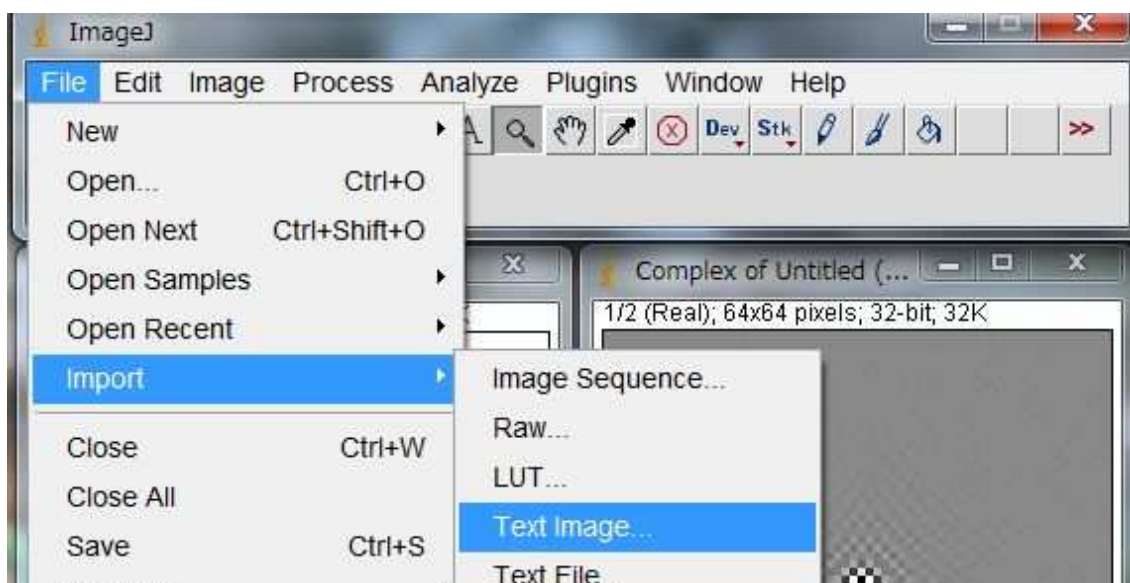 ImageJ
File Edit Image Process Analyze Plugins Window Help
New
A Dev Stk >>
Open... Ctrl+O
Open Next Ctrl+Shift+O
Open Samples
Complex of Untitled (...
Open Recent
1/2 (Real); 64x64 pixels; 32-bit; 32K
Import
Image Sequence...
Raw...
Close Ctrl+W
LUT...
Close All
Text Image...
Save Ctrl+S
Text File